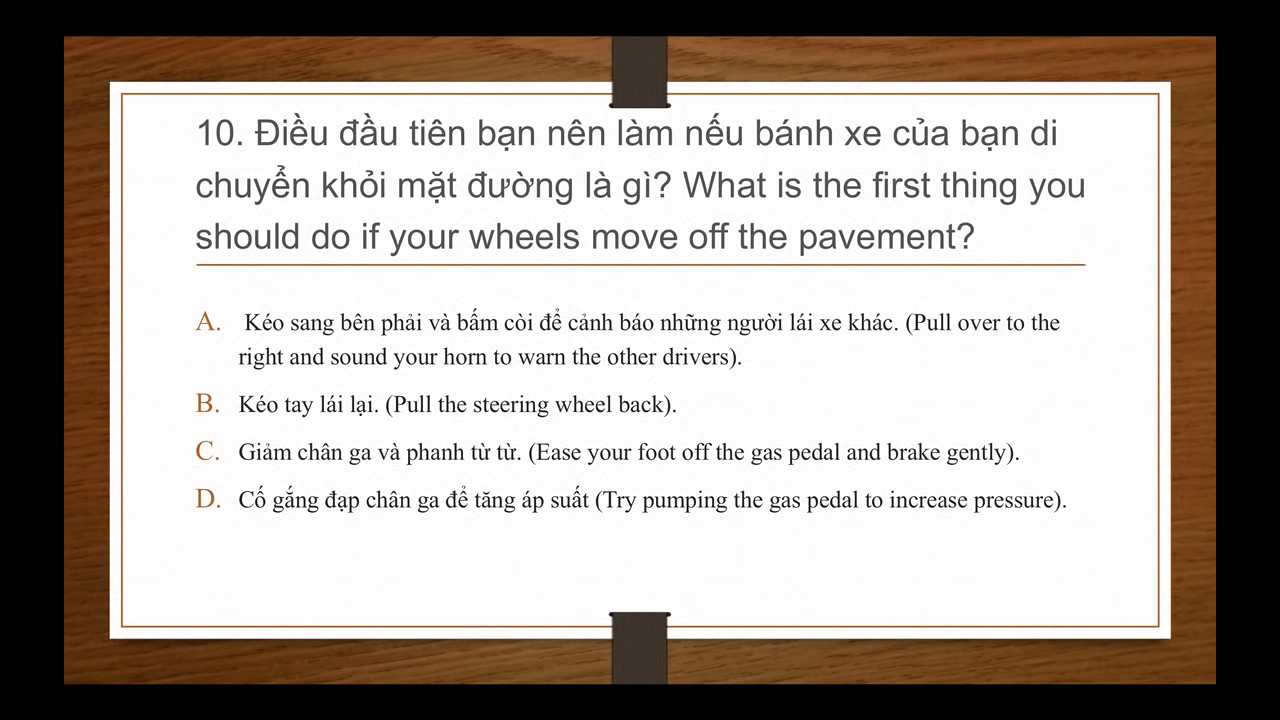 10. Điều đầu tiên bạn nên làm nếu bánh xe của bạn di
chuyển khỏi mặt đường là gì? What is the first thing you
should do if your wheels move off the pavement?
A. Kéo sang bên phải và bấm còi để cảnh báo những người lái xe khác. (Pull over to the
right and sound your horn to warn the other drivers).
B. Kéo tay lái lại. (Pull the steering wheel back).
C. Giảm chân ga và phanh từ từ. (Ease your foot off the gas pedal and brake gently).
D. Cố gắng đạp chân ga để tăng áp suất (Try pumping the gas pedal to increase pressure).